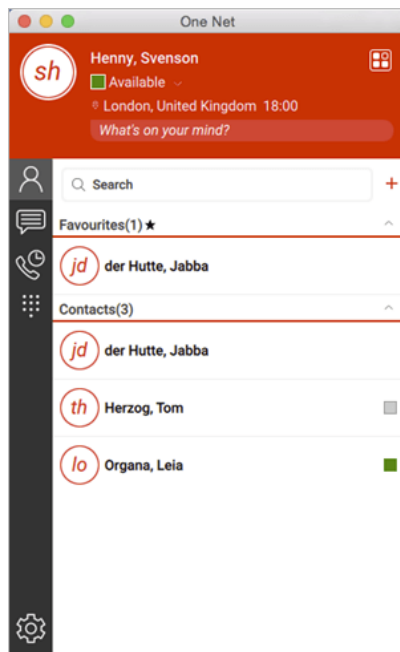 One Net
sh
Henny, Svenson
Available
London, United Kingdom 18:00
What's on your mind?
Search
Favourites(1)★
jd
der Hutte, Jabba
Contacts(3)
jd
der Hutte, Jabba
th
Herzog, Tom
lo
Organa, Leia